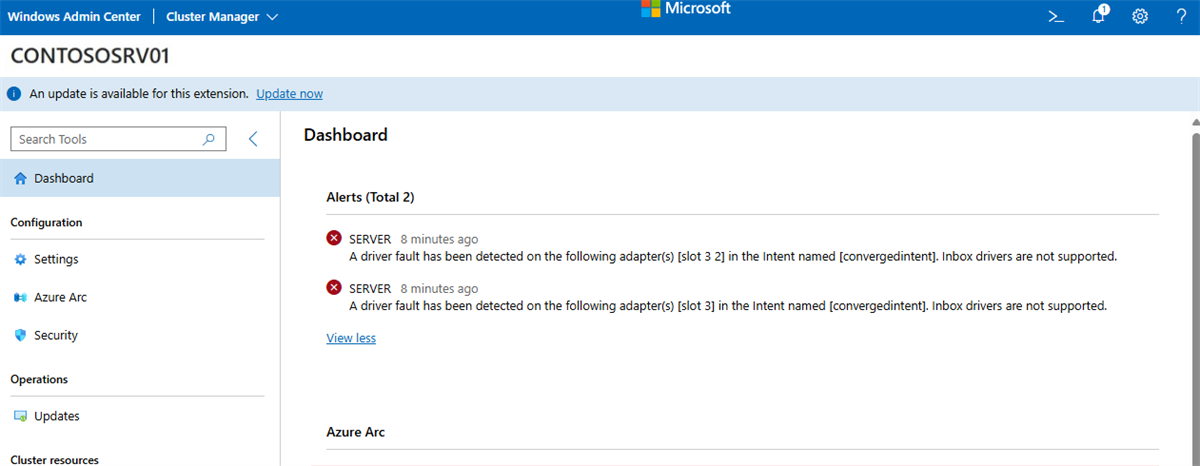 Windows Admin Center
Cluster Manager
Microsoft
>_
1
?
CONTOSOSRV01
An update is available for this extension. Update now
Search Tools
Dashboard
Configuration
Settings
Azure Arc
Security
Operations
Updates
Cluster resources
Dashboard
Alerts (Total 2)
SERVER 8 minutes ago
A driver fault has been detected on the following adapter(s) [slot 3 2] in the Intent named [convergedintent]. Inbox drivers are not supported.
SERVER 8 minutes ago
A driver fault has been detected on the following adapter(s) [slot 3] in the Intent named [convergedintent]. Inbox drivers are not supported.
View less
Azure Arc